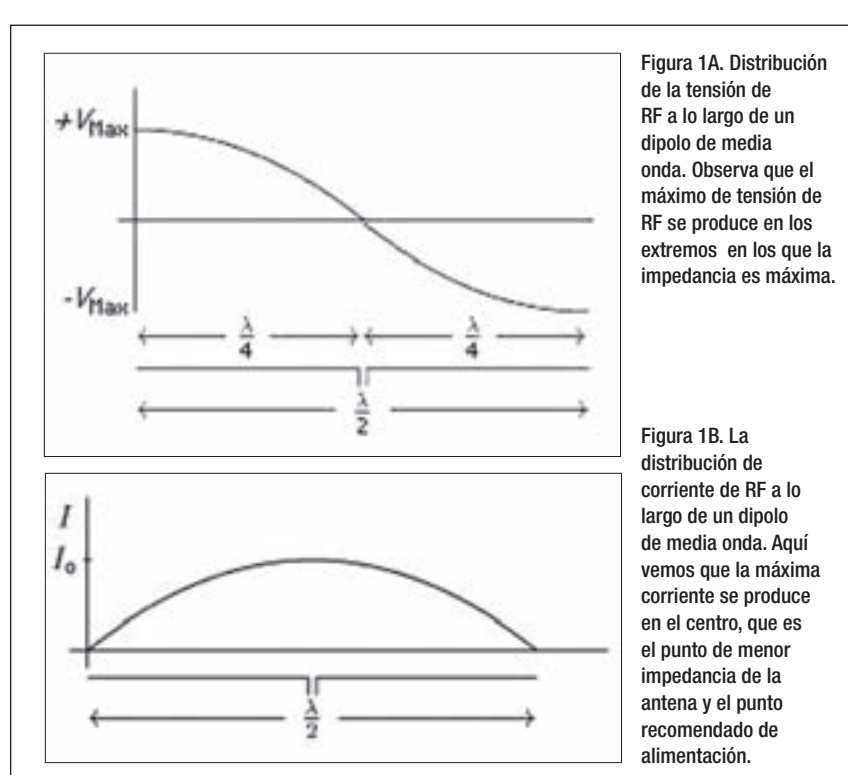 Figura 1A. Distribución
de la tensión de
RF a lo largo de un
dipolo de media
onda. Observa que el
máximo de tensión de
RF se produce en los
extremos en los que la
impedancia es máxima.
+VMax
-VMax
λ/4 λ/4
λ/2
Figura 1B. La
distribución de
corriente de RF a lo
largo de un dipolo
de media onda. Aquí
vemos que la máxima
corriente se produce
en el centro, que es
el punto de menor
impedancia de la
antena y el punto
recomendado de
alimentación.
I
Io
λ/2